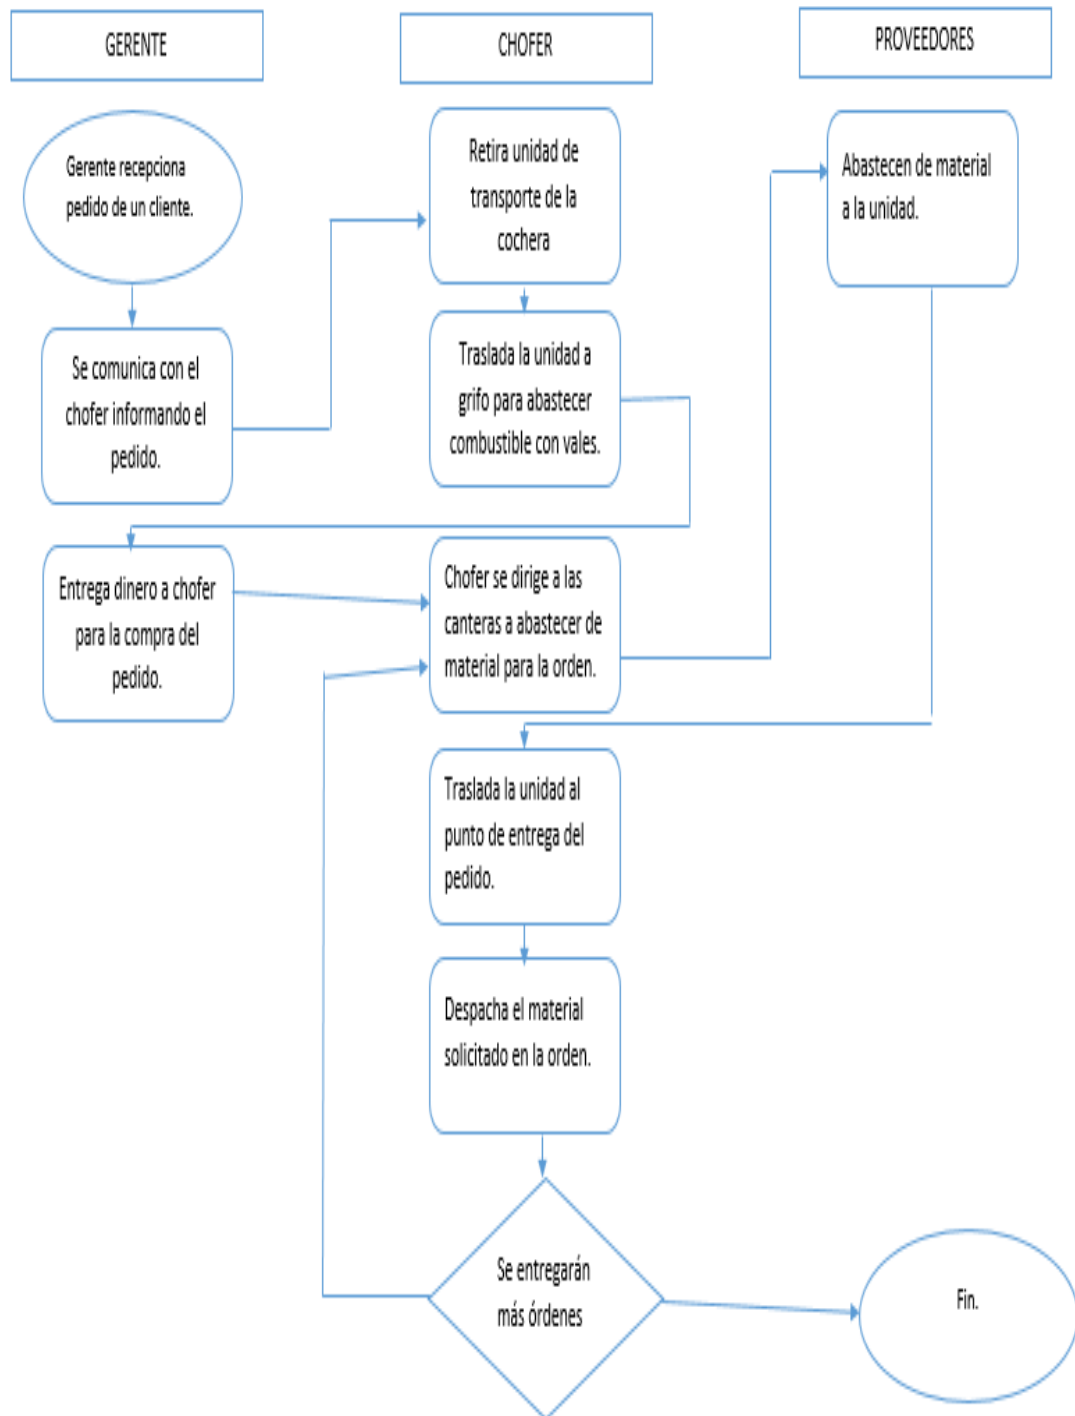 GERENTE
CHOFER
PROVEEDORES
Gerente recepciona
pedido de un cliente.
Retira unidad de
transporte de la
cochera
Abastecen de material
a la unidad.
Se comunica con el
chofer informando el
pedido.
Traslada la unidad a
grifo para abastecer
combustible con vales.
Entrega dinero a chofer
para la compra del
pedido.
Chofer se dirige a las
canteras a abastecer de
material para la orden.
Traslada la unidad al
punto de entrega del
pedido.
Despacha el material
solicitado en la orden.
Se entregarán
más órdenes
Fin.